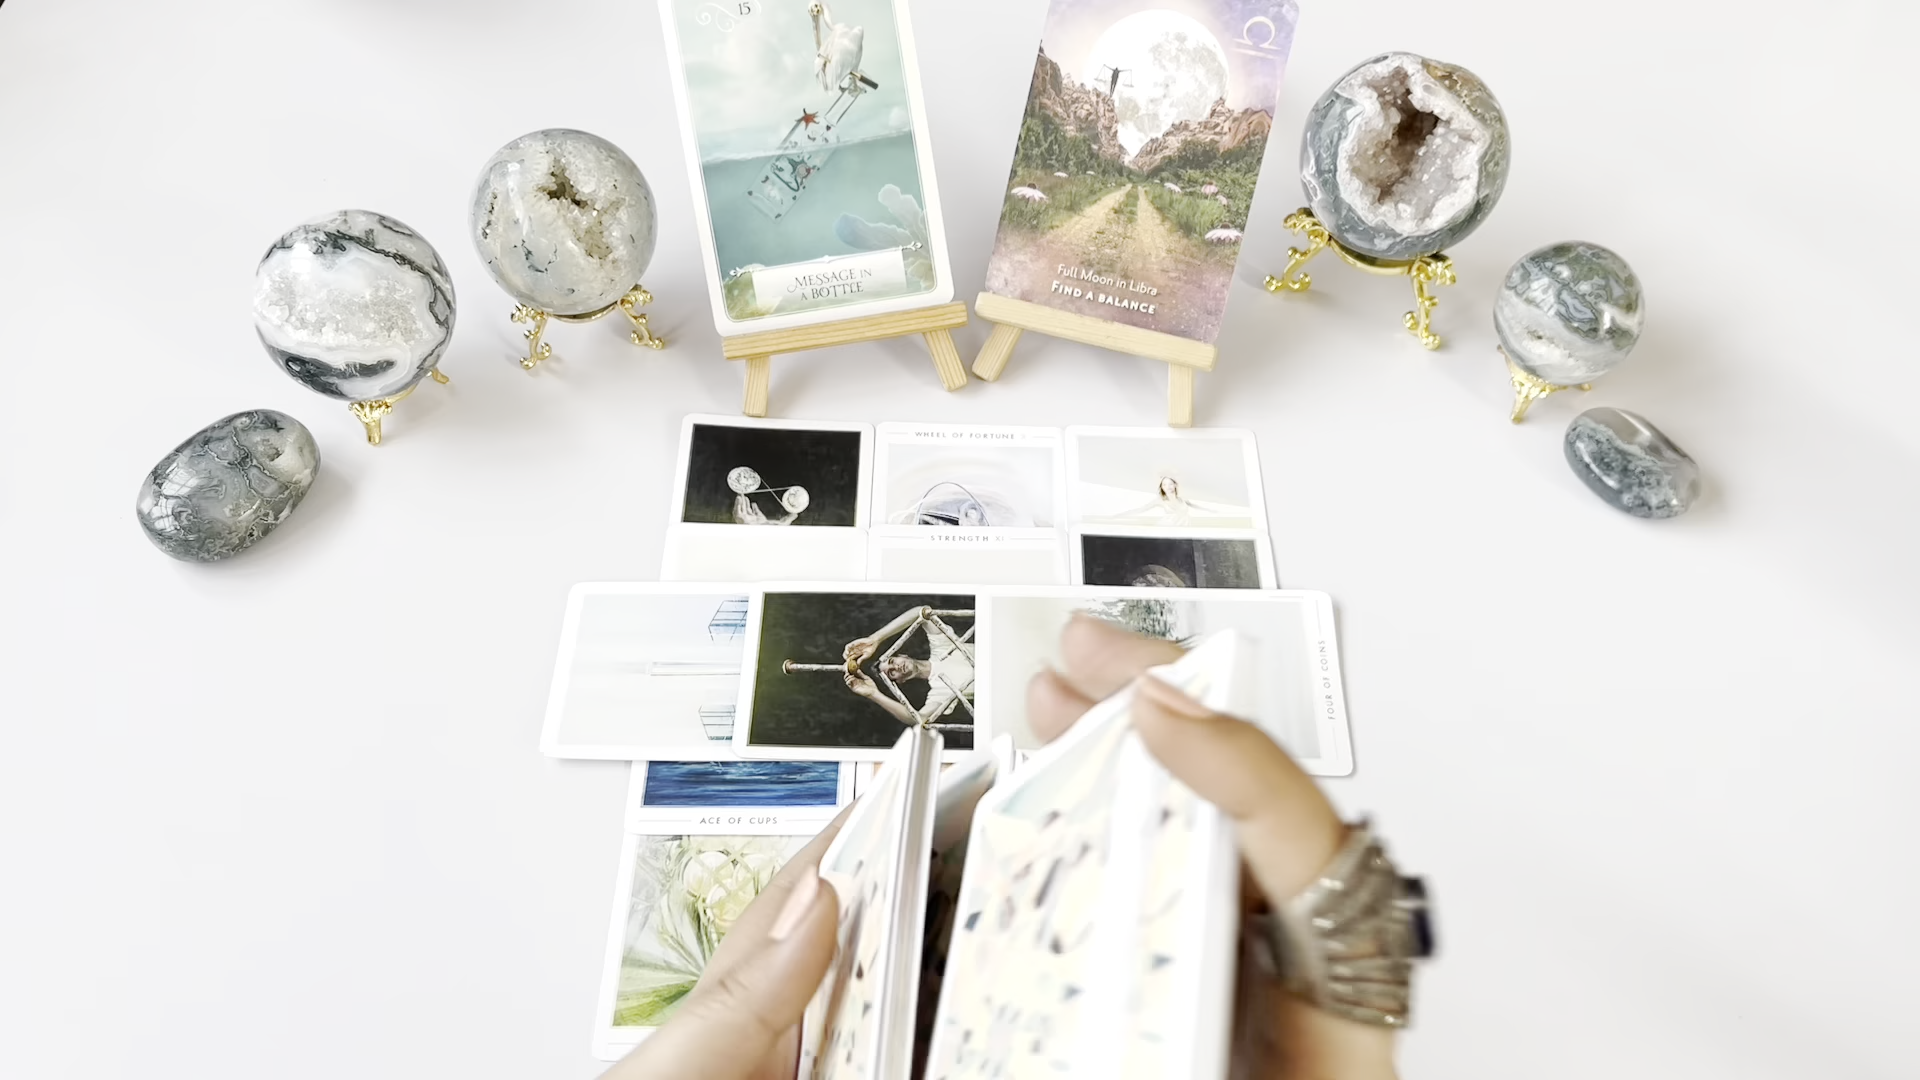 15
MESSAGE IN
A BOTTLE
Full Moon in Libra
FIND A BALANCE
WHEEL OF FORTUNE X
STRENGTH XI
FOUR OF COINS
ACE OF CUPS